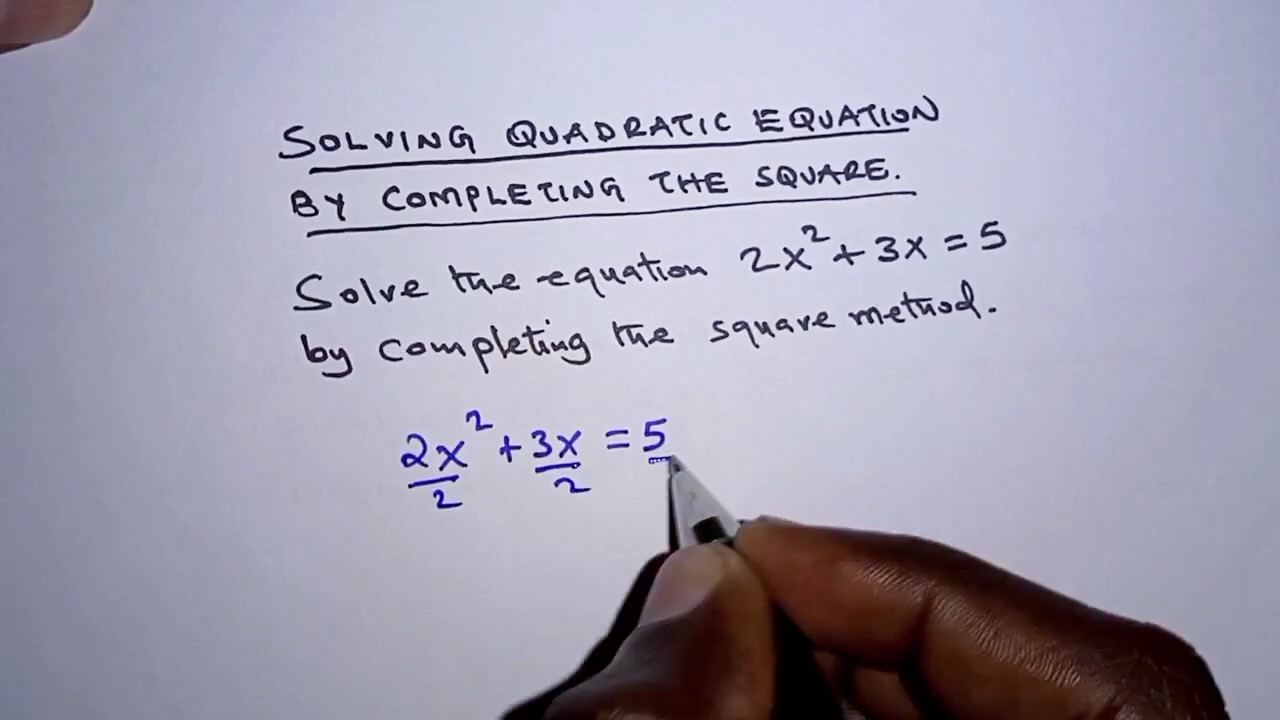 SOLVING QUADRATIC EQUATION
BY COMPLETING THE SQUARE.
Solve the equation 2x² + 3x = 5
by completing the square method.
2x² + 3x = 5
2 2